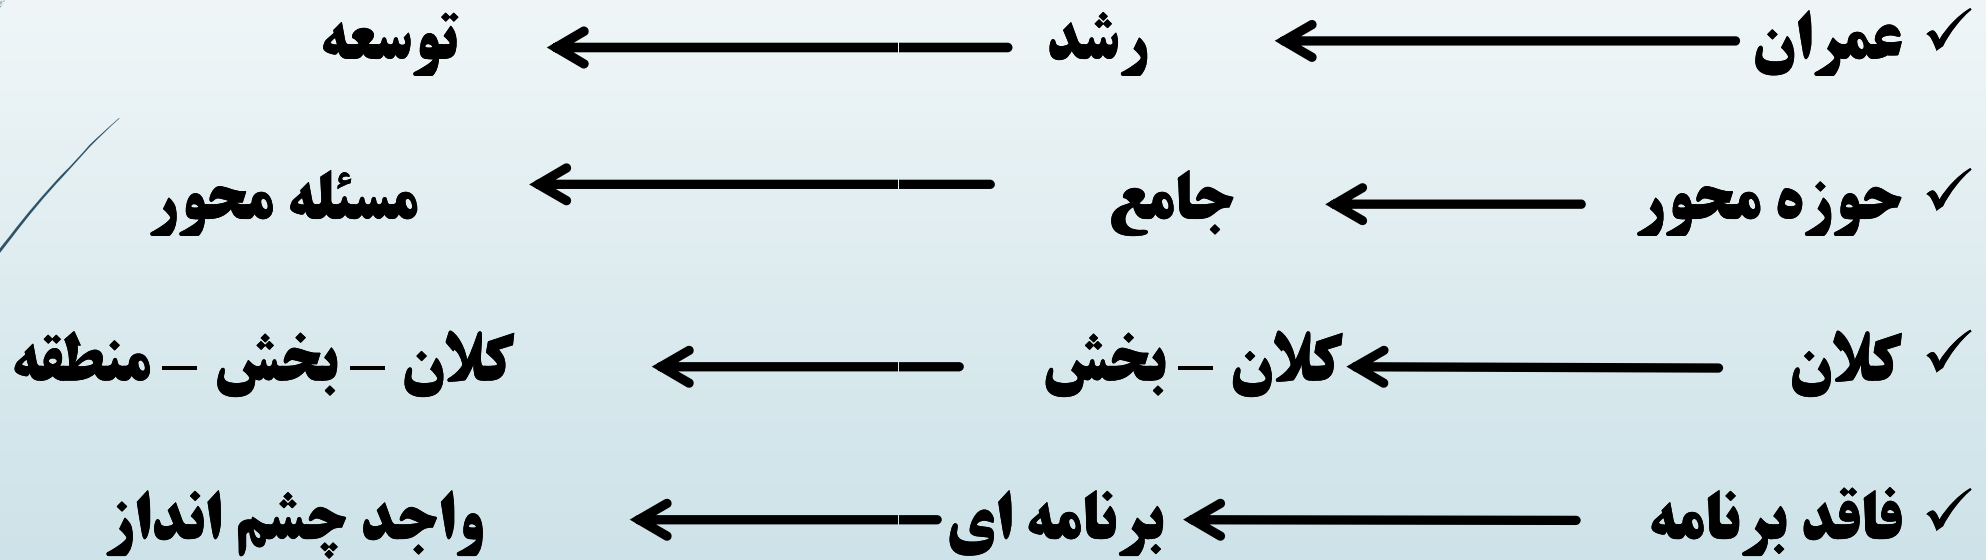 ✓ عمران ← رشد ← توسعه
✓ حوزه محور ← جامع ← مسئله محور
✓ کلان ← کلان – بخش ← کلان – بخش – منطقه
✓ فاقد برنامه ← برنامه ای ← واجد چشم انداز